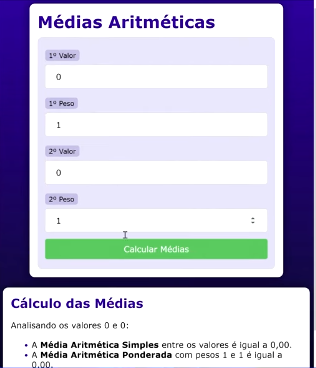 Médias Aritméticas
1º Valor
0
1º Peso
1
2º Valor
0
2º Peso
1
Calcular Médias
Cálculo das Médias
Analisando os valores 0 e 0:
• A Média Aritmética Simples entre os valores é igual a 0,00.
• A Média Aritmética Ponderada com pesos 1 e 1 é igual a
0,00.